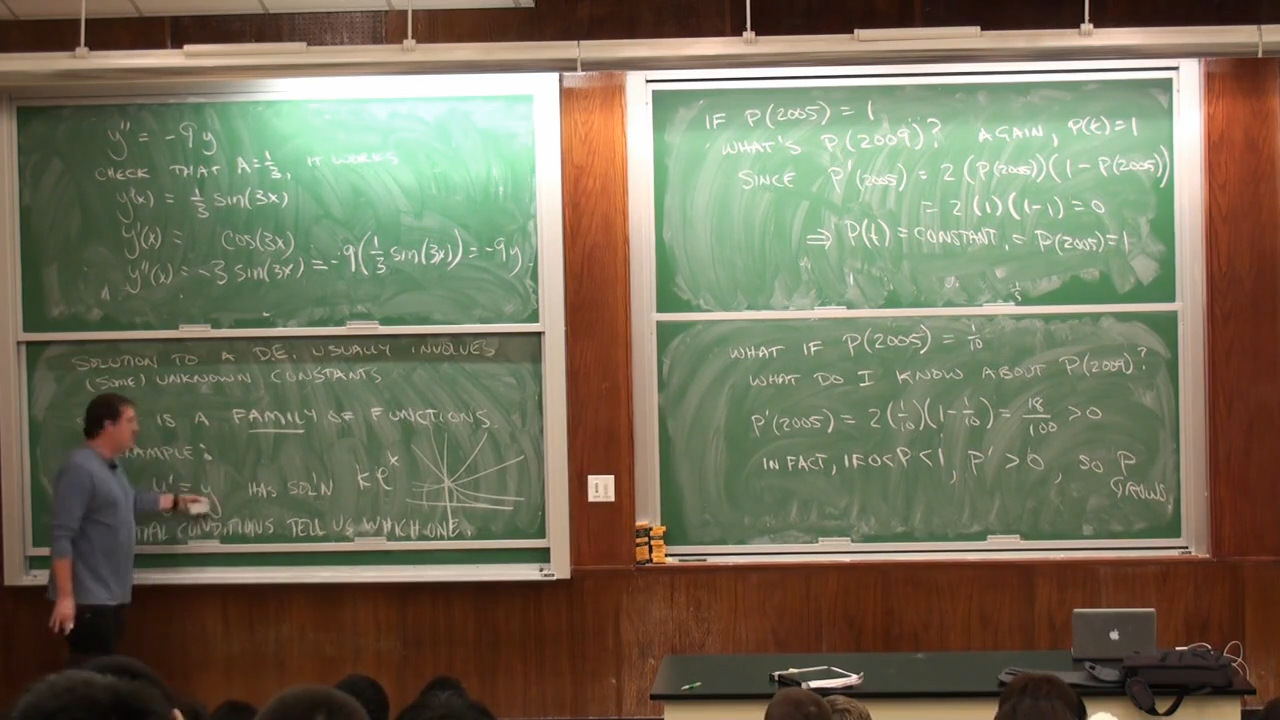 y'' = -9y
CHECK THAT A=1/3, IT WORKS
y(x) = 1/3 sin(3x)
y'(x) = cos(3x)
y''(x) = -3 sin(3x) = -9(1/3 sin(3x)) = -9y
SOLUTION TO A D.E. USUALLY INVOLVES
(SOME) UNKNOWN CONSTANTS
IS A FAMILY OF FUNCTIONS.
AMPLE:
y' = y HAS SOL'N ke^x
TIAL CONDITIONS TELL US WHICH ONE.
IF P(2005) = 1
WHAT'S P(2009)? AGAIN, P(t)=1
SINCE P'(2005) = 2(P(2005))(1-P(2005))
= 2(1)(1-1) = 0
⇒ P(t) = CONSTANT, = P(2005)=1
WHAT IF P(2005) = 1/10
WHAT DO I KNOW ABOUT P(2009)?
P'(2005) = 2(1/10)(1-1/10) = 18/100 >0
IN FACT, IF 0<P<1, P' >0, SO P
GROWS